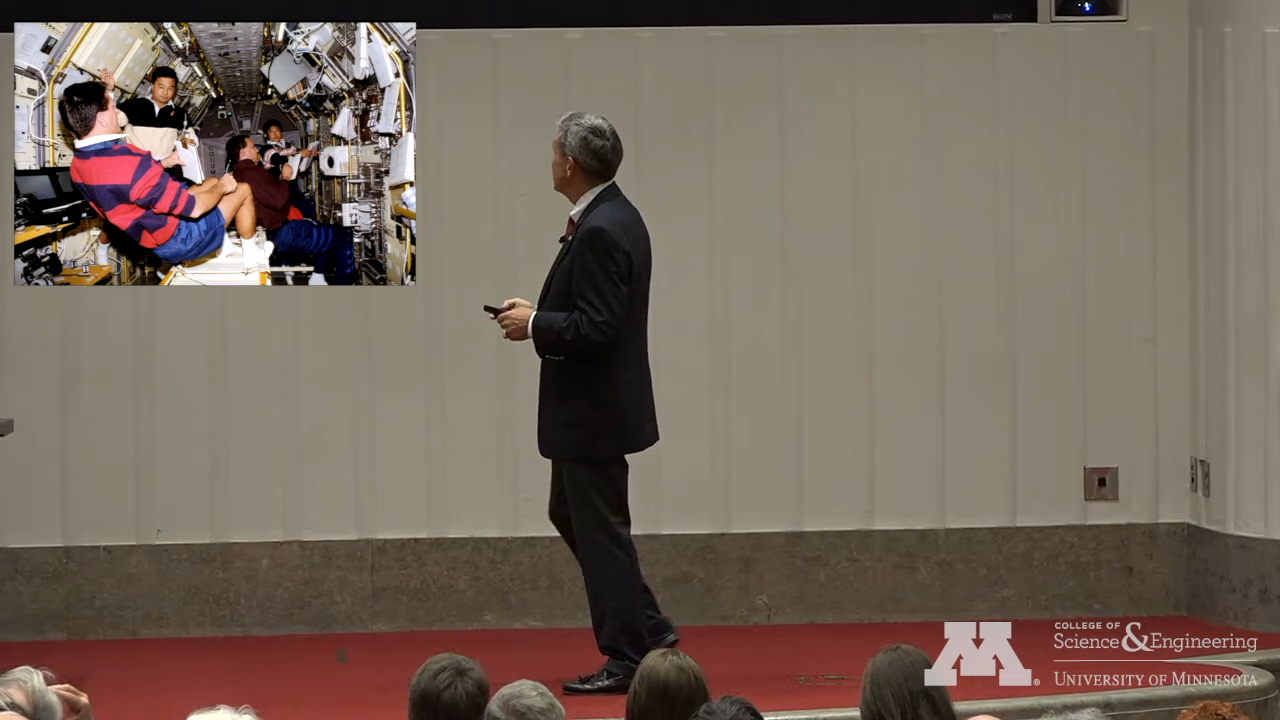 COLLEGE OF
Science & Engineering
M®
UNIVERSITY OF MINNESOTA